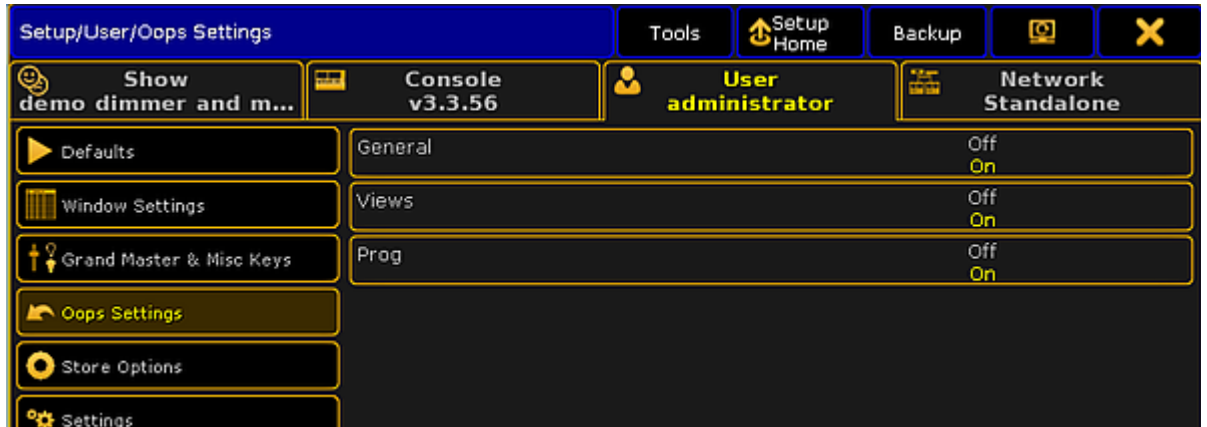 Setup/User/Oops Settings
Tools
Setup
Home
Backup
Show
demo dimmer and m...
Console
v3.3.56
User
administrator
Network
Standalone
Defaults
Window Settings
Grand Master & Misc Keys
Oops Settings
Store Options
Settings
General
Off
On
Views
Off
On
Prog
Off
On